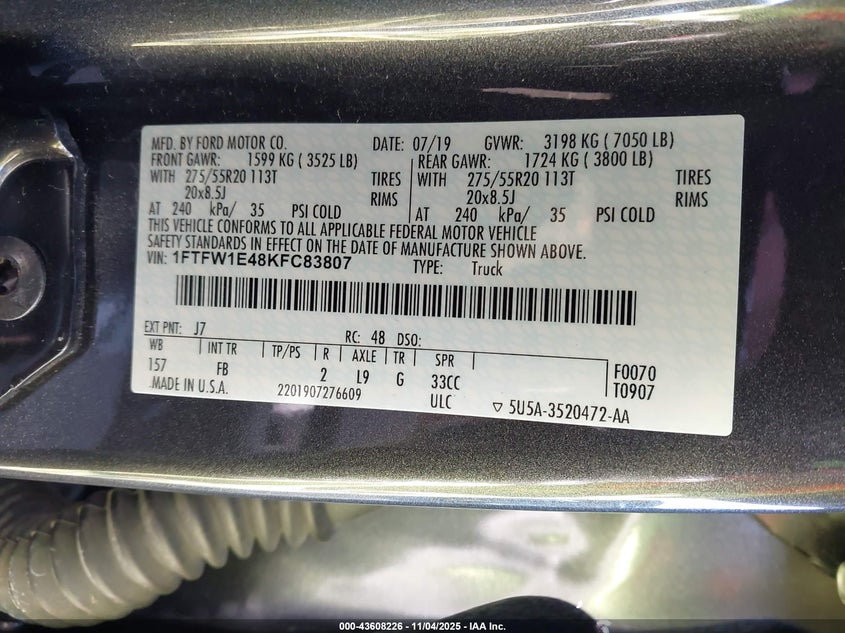 MFD. BY FORD MOTOR CO. DATE: 07/19 GVWR: 3198 KG ( 7050 LB)
FRONT GAWR: 1599 KG ( 3525 LB) REAR GAWR: 1724 KG ( 3800 LB)
WITH 275/55R20 113T TIRES WITH 275/55R20 113T TIRES
20x8.5J RIMS 20x8.5J RIMS
AT 240 kPa/ 35 PSI COLD AT 240 kPa/ 35 PSI COLD
THIS VEHICLE CONFORMS TO ALL APPLICABLE FEDERAL MOTOR VEHICLE
SAFETY STANDARDS IN EFFECT ON THE DATE OF MANUFACTURE SHOWN ABOVE.
VIN: 1FTFW1E48KFC83807 TYPE: Truck
EXT PNT: J7 RC: 48 DSO:
WB INT TR TP/PS R AXLE TR SPR F0070
157 FB 2 L9 G 33CC T0907
MADE IN U.S.A. 2201907276609 ULC ▽ 5U5A-3520472-AA
000-43608226 - 11/04/2025 - IAA Inc.